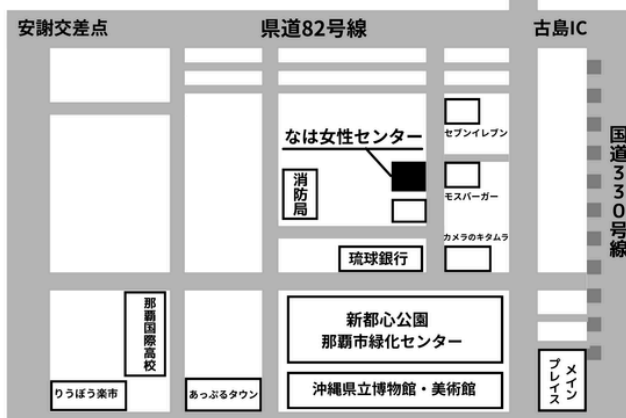 安謝交差点
県道82号線
古島IC
国道330号線
セブンイレブン
なは女性センター
消防局
モスバーガー
カメラのキタムラ
琉球銀行
那覇国際高校
新都心公園
那覇市緑化センター
りうぼう楽市
あっぷるタウン
沖縄県立博物館・美術館
メイン
プレイス